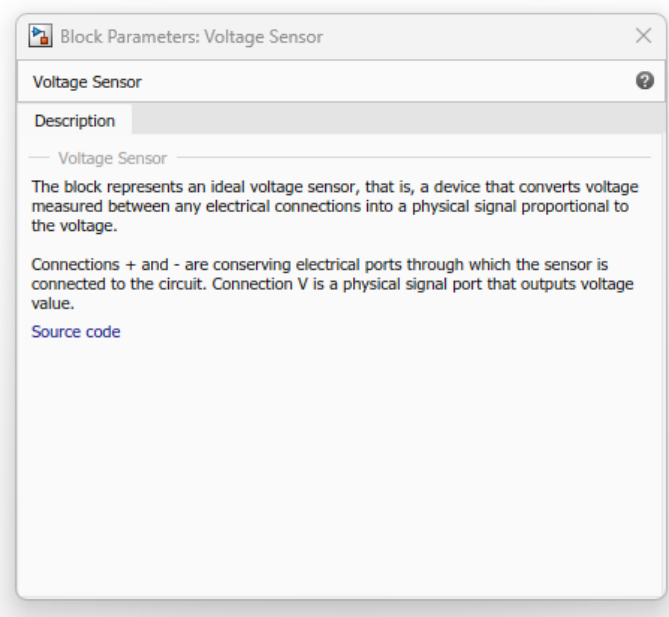 Block Parameters: Voltage Sensor
Voltage Sensor
Description
Voltage Sensor
The block represents an ideal voltage sensor, that is, a device that converts voltage
measured between any electrical connections into a physical signal proportional to
the voltage.
Connections + and - are conserving electrical ports through which the sensor is
connected to the circuit. Connection V is a physical signal port that outputs voltage
value.
Source code